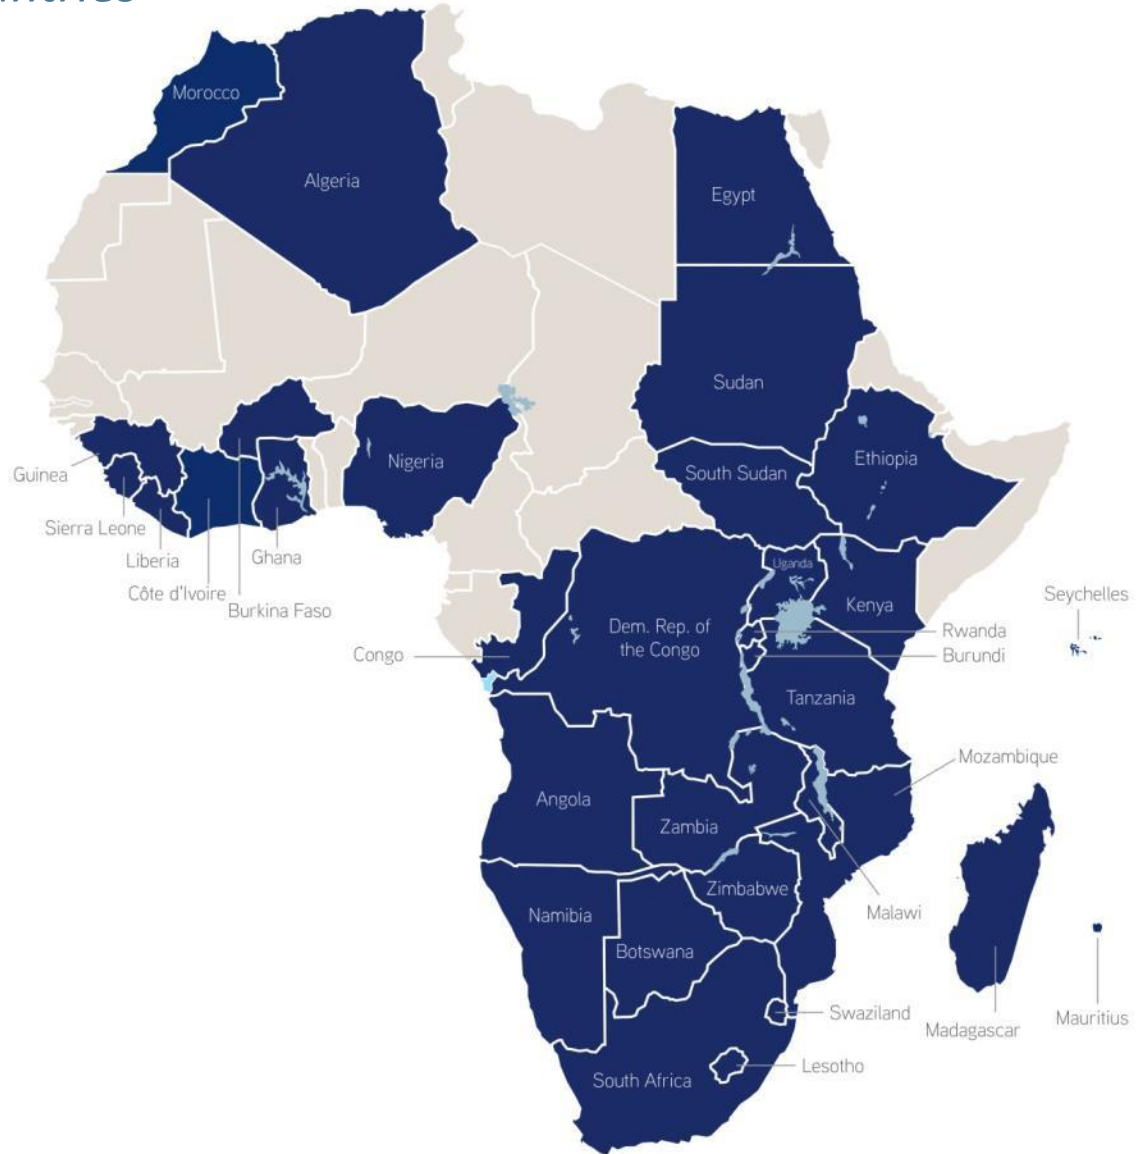 Morocco
Algeria
Egypt
Sudan
Nigeria
South Sudan
Ethiopia
Guinea
Sierra Leone
Liberia
Ghana
Côte d'Ivoire
Burkina Faso
Uganda
Kenya
Seychelles
Dem. Rep. of
the Congo
Rwanda
Burundi
Congo
Tanzania
Mozambique
Angola
Zambia
Zimbabwe
Malawi
Namibia
Botswana
Swaziland
Madagascar
Mauritius
Lesotho
South Africa